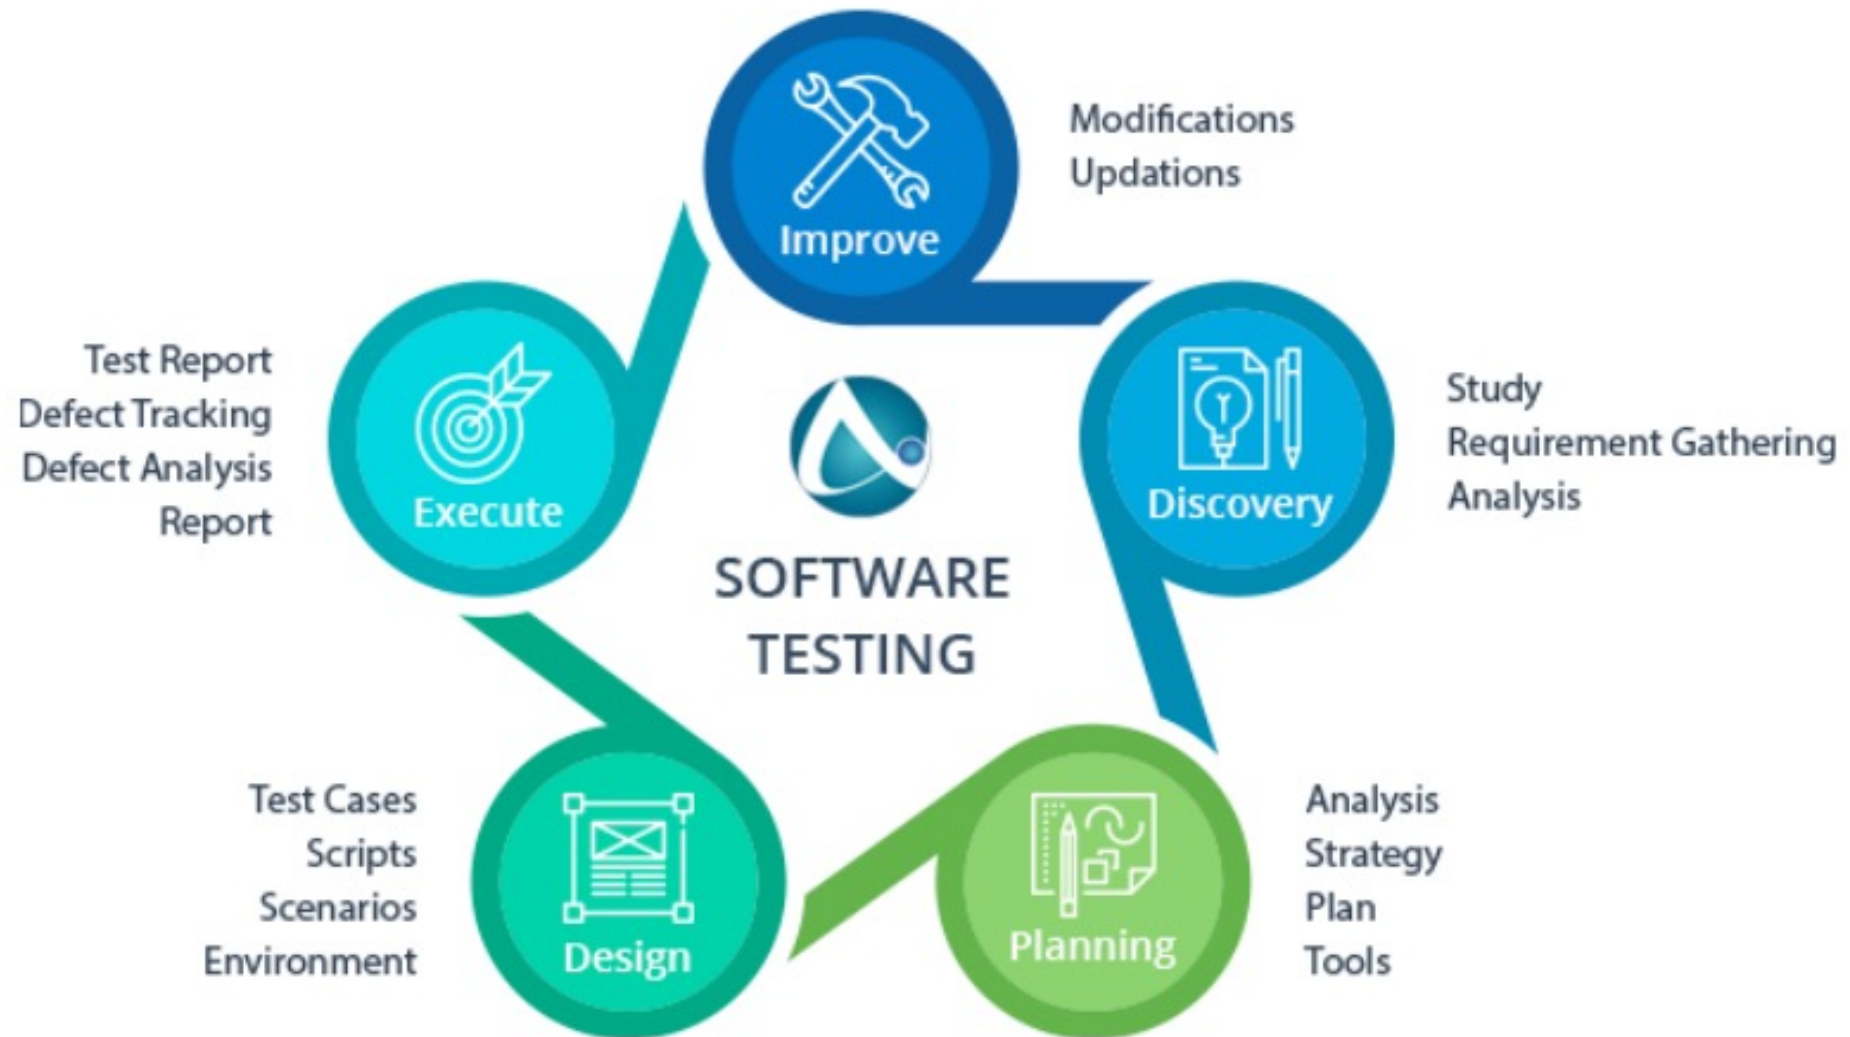 Improve
Modifications
Updations
Discovery
Study
Requirement Gathering
Analysis
Planning
Analysis
Strategy
Plan
Tools
Design
Test Cases
Scripts
Scenarios
Environment
Execute
Test Report
Defect Tracking
Defect Analysis
Report
SOFTWARE
TESTING